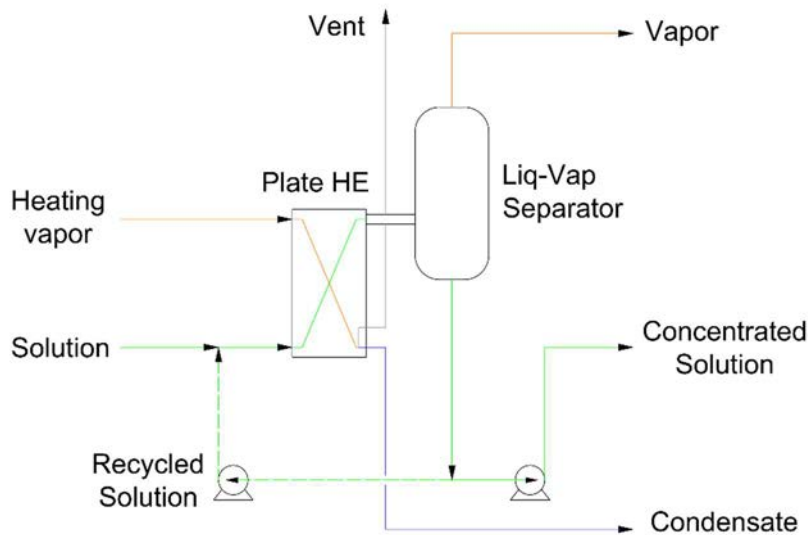 Vent
Vapor
Plate HE
Liq-Vap
Separator
Heating
vapor
Solution
Concentrated
Solution
Recycled
Solution
Condensate